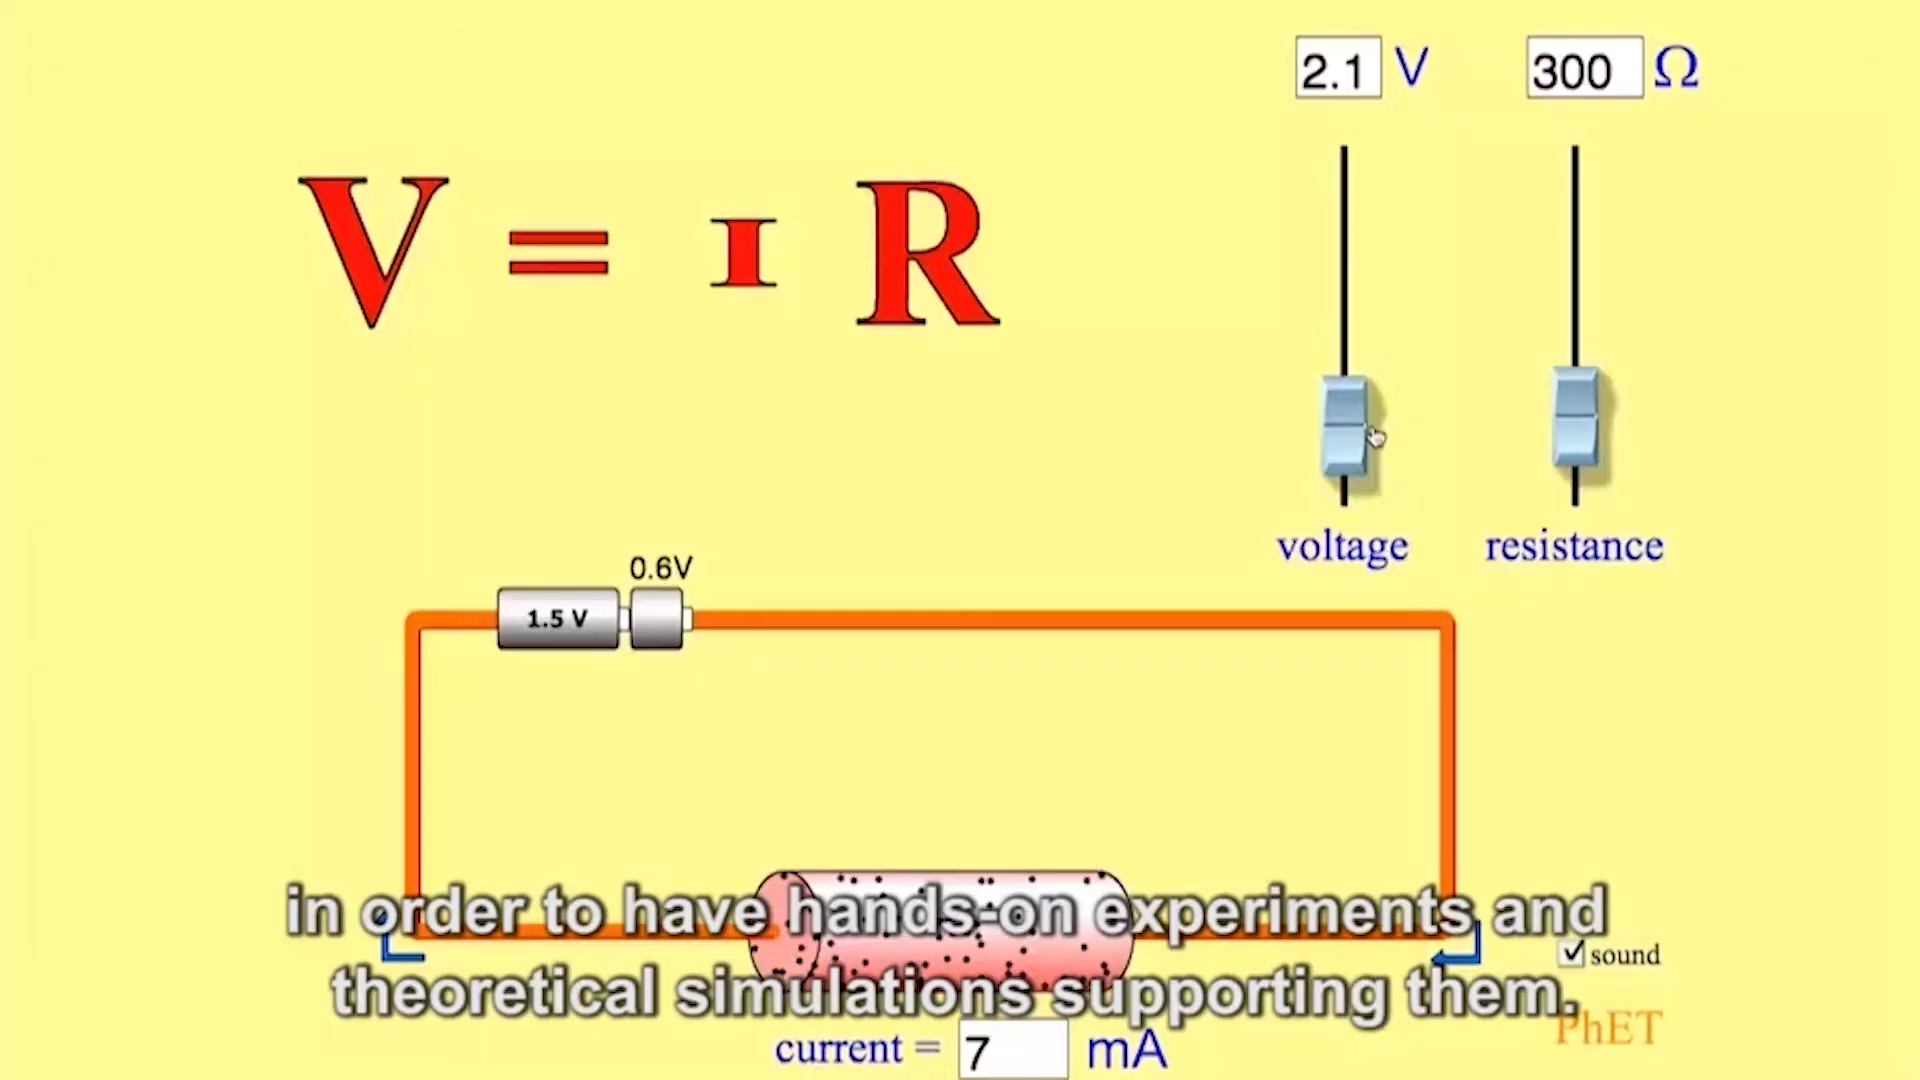 2.1 V 300 Ω
V = I R
voltage resistance
0.6V
1.5 V
in order to have hands-on experiments and
theoretical simulations supporting them.
sound
PhET
current = 7 mA